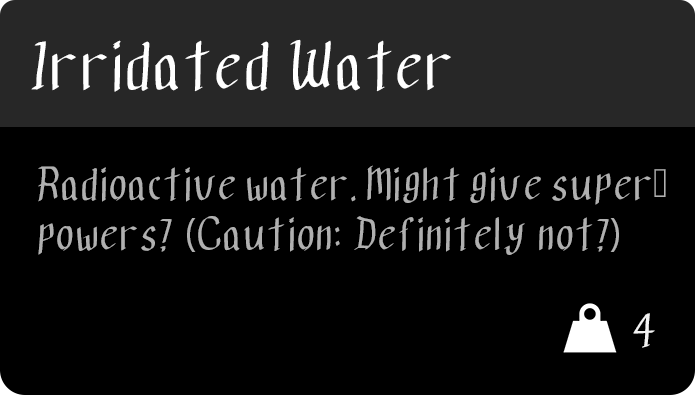 Irridated Water
Radioactive water. Might give super□
powers? (Caution: Definitely not?)
4